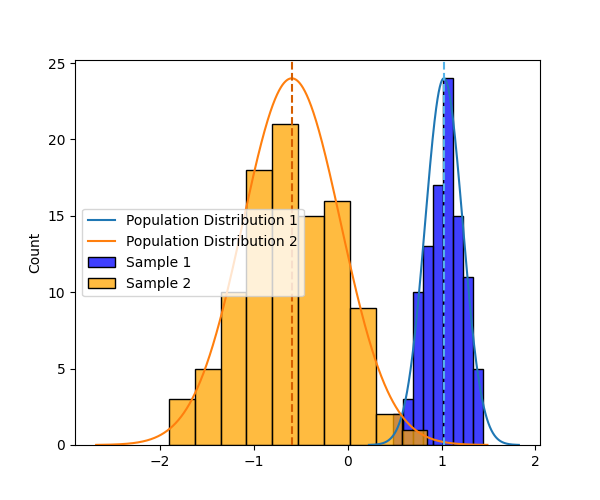 25
20
15
10
5
0
Count
Population Distribution 1
Population Distribution 2
Sample 1
Sample 2
−2
−1
0
1
2